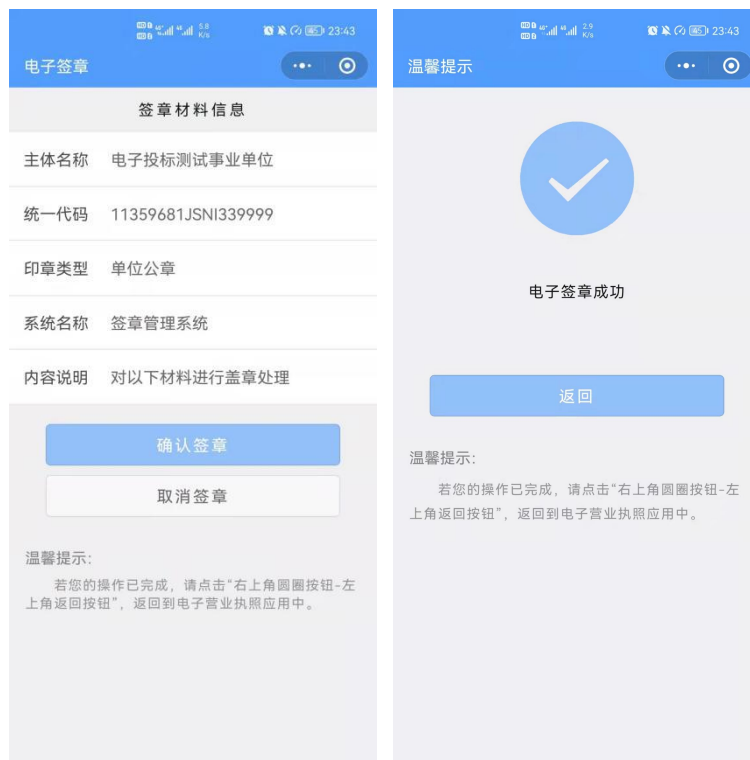 5.8
K/s
23:43
电子签章
签章材料信息
主体名称 电子投标测试事业单位
统一代码 11359681JSNI339999
印章类型 单位公章
系统名称 签章管理系统
内容说明 对以下材料进行盖章处理
确认签章
取消签章
温馨提示:
若您的操作已完成，请点击“右上角圆圈按钮-左
上角返回按钮”，返回到电子营业执照应用中。
2.9
K/s
23:43
温馨提示
电子签章成功
返回
温馨提示:
若您的操作已完成，请点击“右上角圆圈按钮-左
上角返回按钮”，返回到电子营业执照应用中。